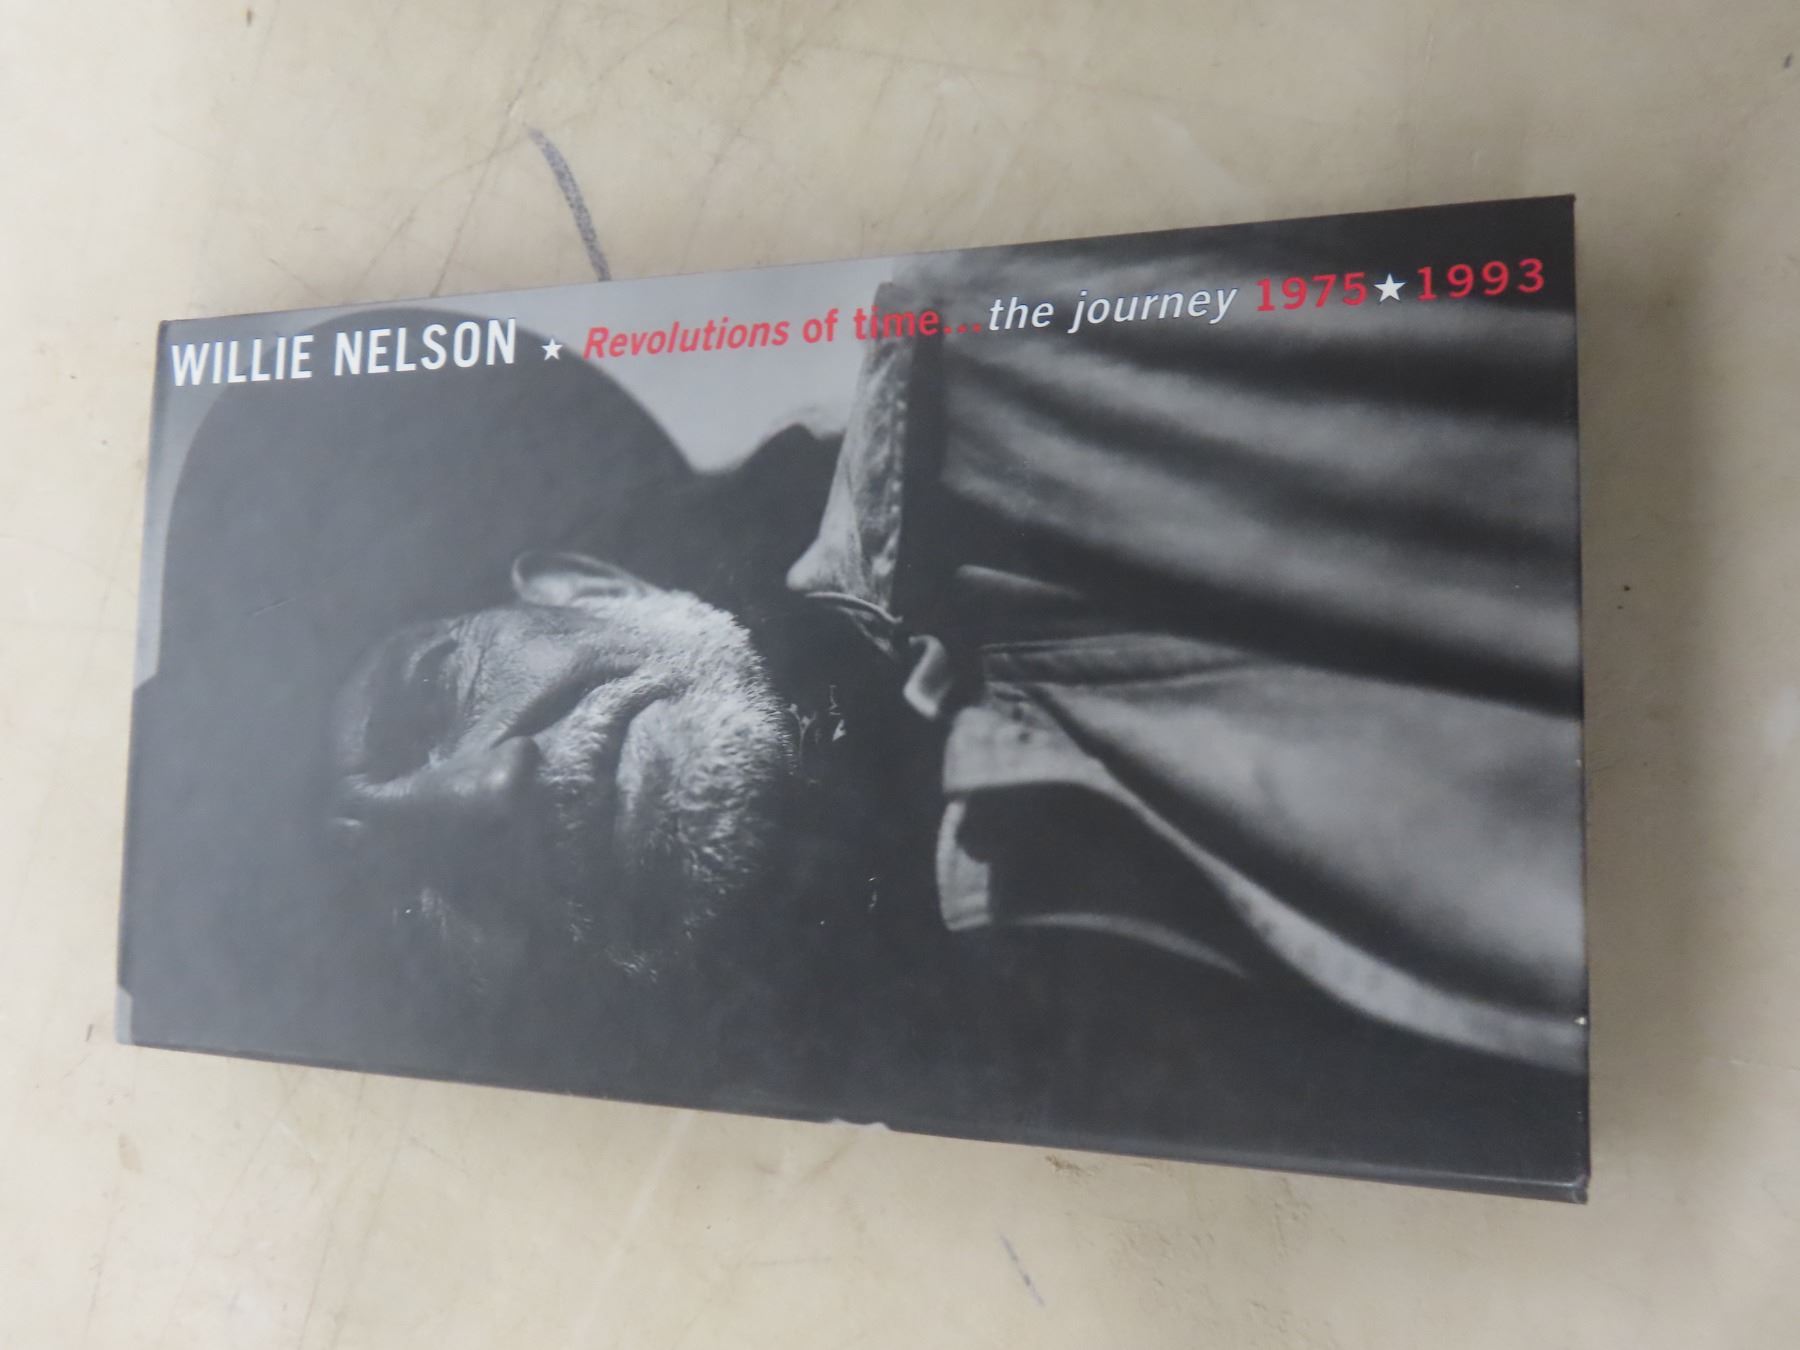 WILLIE NELSON ★ Revolutions of time...the journey 1975★1993